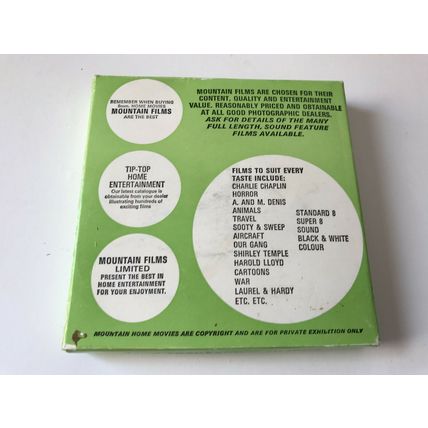 REMEMBER WHEN BUYING
8mm. HOME MOVIES
MOUNTAIN FILMS
ARE THE BEST
MOUNTAIN FILMS ARE CHOSEN FOR THEIR
CONTENT, QUALITY AND ENTERTAINMENT
VALUE. REASONABLY PRICED AND OBTAINABLE
AT ALL GOOD PHOTOGRAPHIC DEALERS.
ASK FOR DETAILS OF THE MANY
FULL LENGTH, SOUND FEATURE
FILMS AVAILABLE.
TIP-TOP
HOME
ENTERTAINMENT
Our latest catalogue is
obtainable from your dealer
illustrating hundreds of
exciting films
MOUNTAIN FILMS
LIMITED
PRESENT THE BEST IN
HOME ENTERTAINMENT
FOR YOUR ENJOYMENT.
FILMS TO SUIT EVERY
TASTE INCLUDE:
CHARLIE CHAPLIN
HORROR
A. AND M. DENIS
ANIMALS
TRAVEL
SOOTY & SWEEP
AIRCRAFT
OUR GANG
SHIRLEY TEMPLE
HAROLD LLOYD
CARTOONS
WAR
LAUREL & HARDY
ETC. ETC.
STANDARD 8
SUPER 8
SOUND
BLACK & WHITE
COLOUR
MOUNTAIN HOME MOVIES ARE COPYRIGHT AND ARE FOR PRIVATE EXHIBITION ONLY